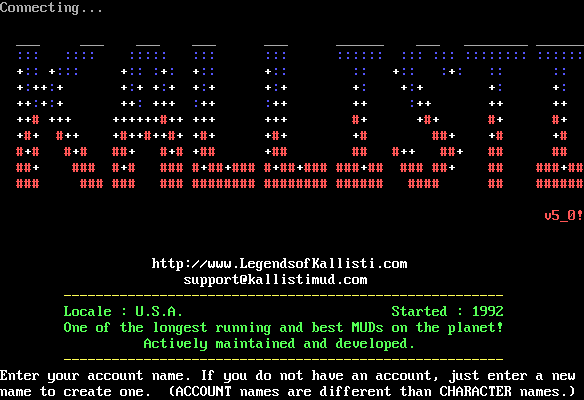 Connecting...
KALLISTI
v5_0!
http://www.LegendsofKallisti.com
support@kallistimud.com
Locale : U.S.A. Started : 1992
One of the longest running and best MUDs on the planet!
Actively maintained and developed.
Enter your account name. If you do not have an account, just enter a new
name to create one. (ACCOUNT names are different than CHARACTER names.)